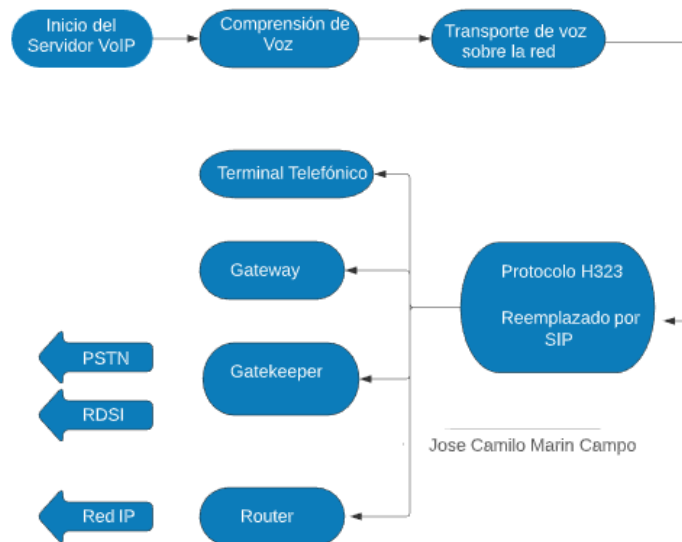 Inicio del
Servidor VoIP
Comprensión de
Voz
Transporte de voz
sobre la red
Terminal Telefónico
Gateway
Protocolo H323
Reemplazado por
SIP
PSTN
Gatekeeper
RDSI
Jose Camilo Marin Campo
Red IP
Router